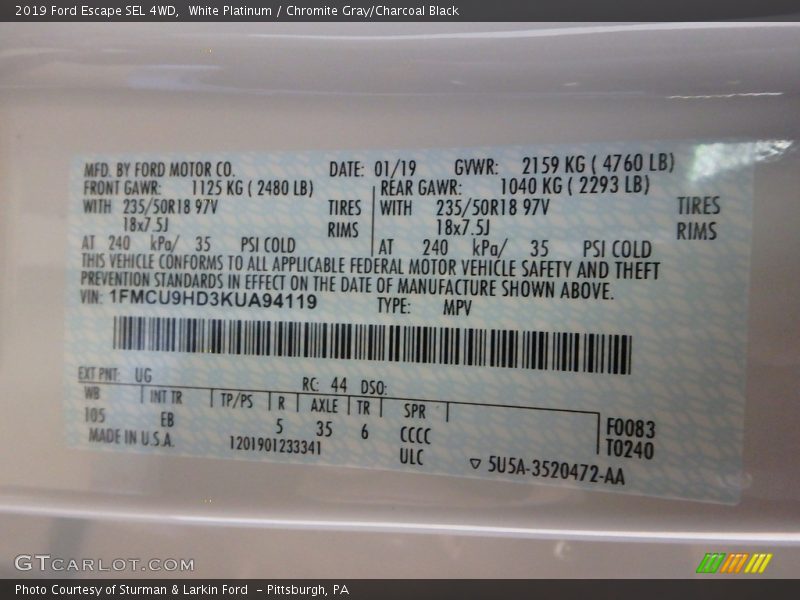 2019 Ford Escape SEL 4WD, White Platinum / Chromite Gray/Charcoal Black
MFD. BY FORD MOTOR CO. DATE: 01/19 GVWR: 2159 KG ( 4760 LB)
FRONT GAWR: 1125 KG ( 2480 LB) REAR GAWR: 1040 KG ( 2293 LB)
WITH 235/50R18 97V TIRES WITH 235/50R18 97V TIRES
18x7.5J RIMS 18x7.5J RIMS
AT 240 kPa/ 35 PSI COLD AT 240 kPa/ 35 PSI COLD
THIS VEHICLE CONFORMS TO ALL APPLICABLE FEDERAL MOTOR VEHICLE SAFETY AND THEFT
PREVENTION STANDARDS IN EFFECT ON THE DATE OF MANUFACTURE SHOWN ABOVE.
VIN: 1FMCU9HD3KUA94119 TYPE: MPV
EXT PNT: UG RC: 44 DSO:
WB INT TR TP/PS R AXLE TR SPR
105 EB 5 35 6 CCCC F0083
MADE IN U.S.A. 1201901233341 ULC T0240
▽ 5U5A-3520472-AA
GTCARLOT.COM
Photo Courtesy of Sturman & Larkin Ford - Pittsburgh, PA